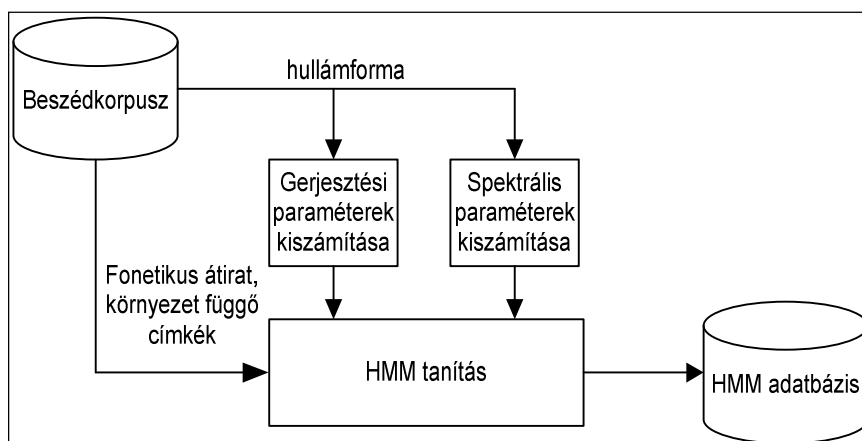 hullámforma
Beszédkorpusz
Gerjesztési
paraméterek
kiszámítása
Spektrális
paraméterek
kiszámítása
Fonetikus átirat,
környezet függő
címkék
HMM tanítás
HMM adatbázis